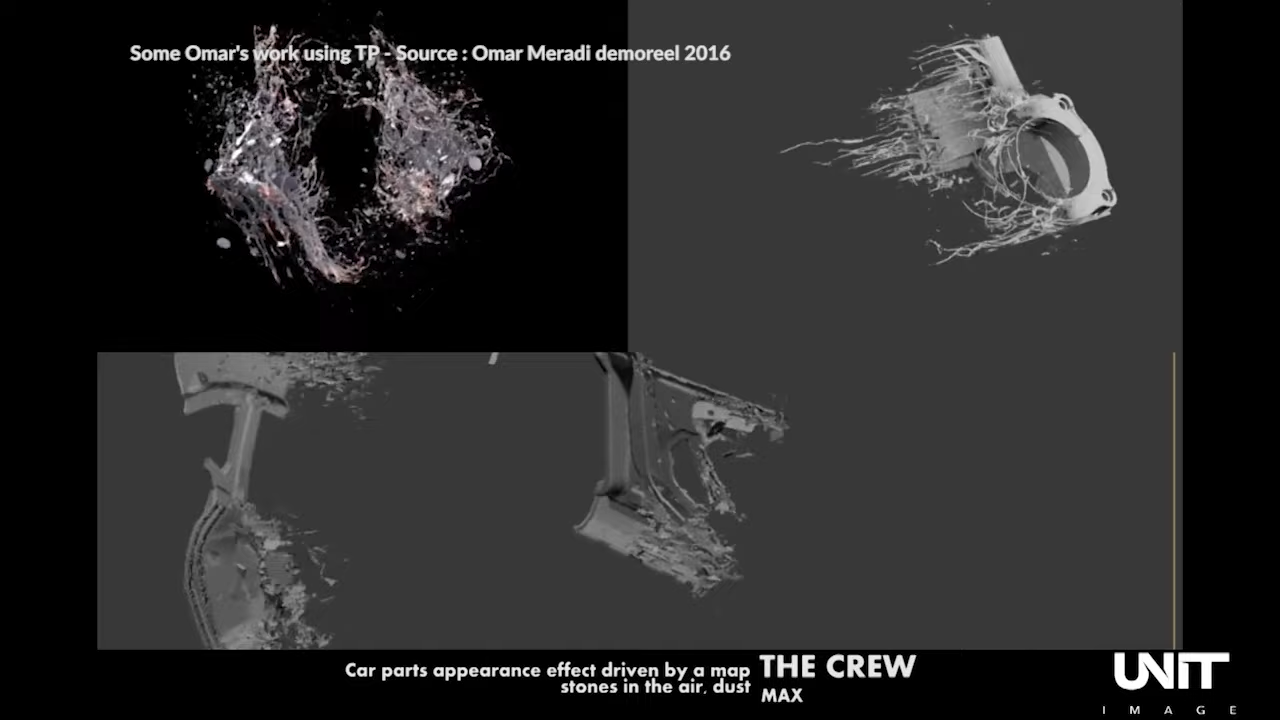 Some Omar's work using TP - Source : Omar Meradi demoreel 2016
Car parts appearance effect driven by a map
stones in the air, dust
THE CREW
MAX
UNIT
IMAGE